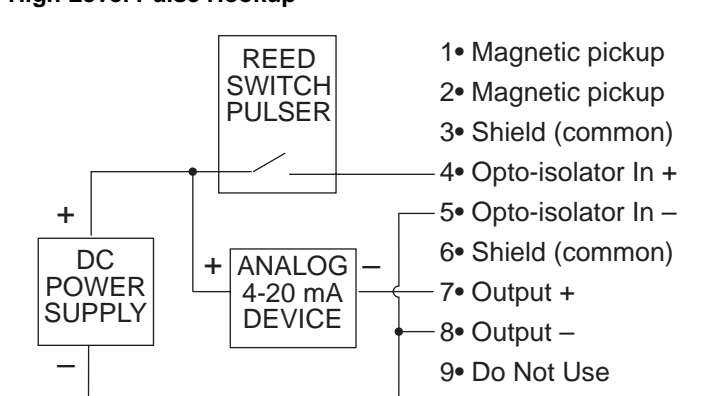 High Level Pulse Hookup
REED
SWITCH
PULSER
+
DC
POWER
SUPPLY
–
+
ANALOG
4-20 mA
DEVICE
–
1• Magnetic pickup
2• Magnetic pickup
3• Shield (common)
4• Opto-isolator In +
5• Opto-isolator In –
6• Shield (common)
7• Output +
8• Output –
9• Do Not Use